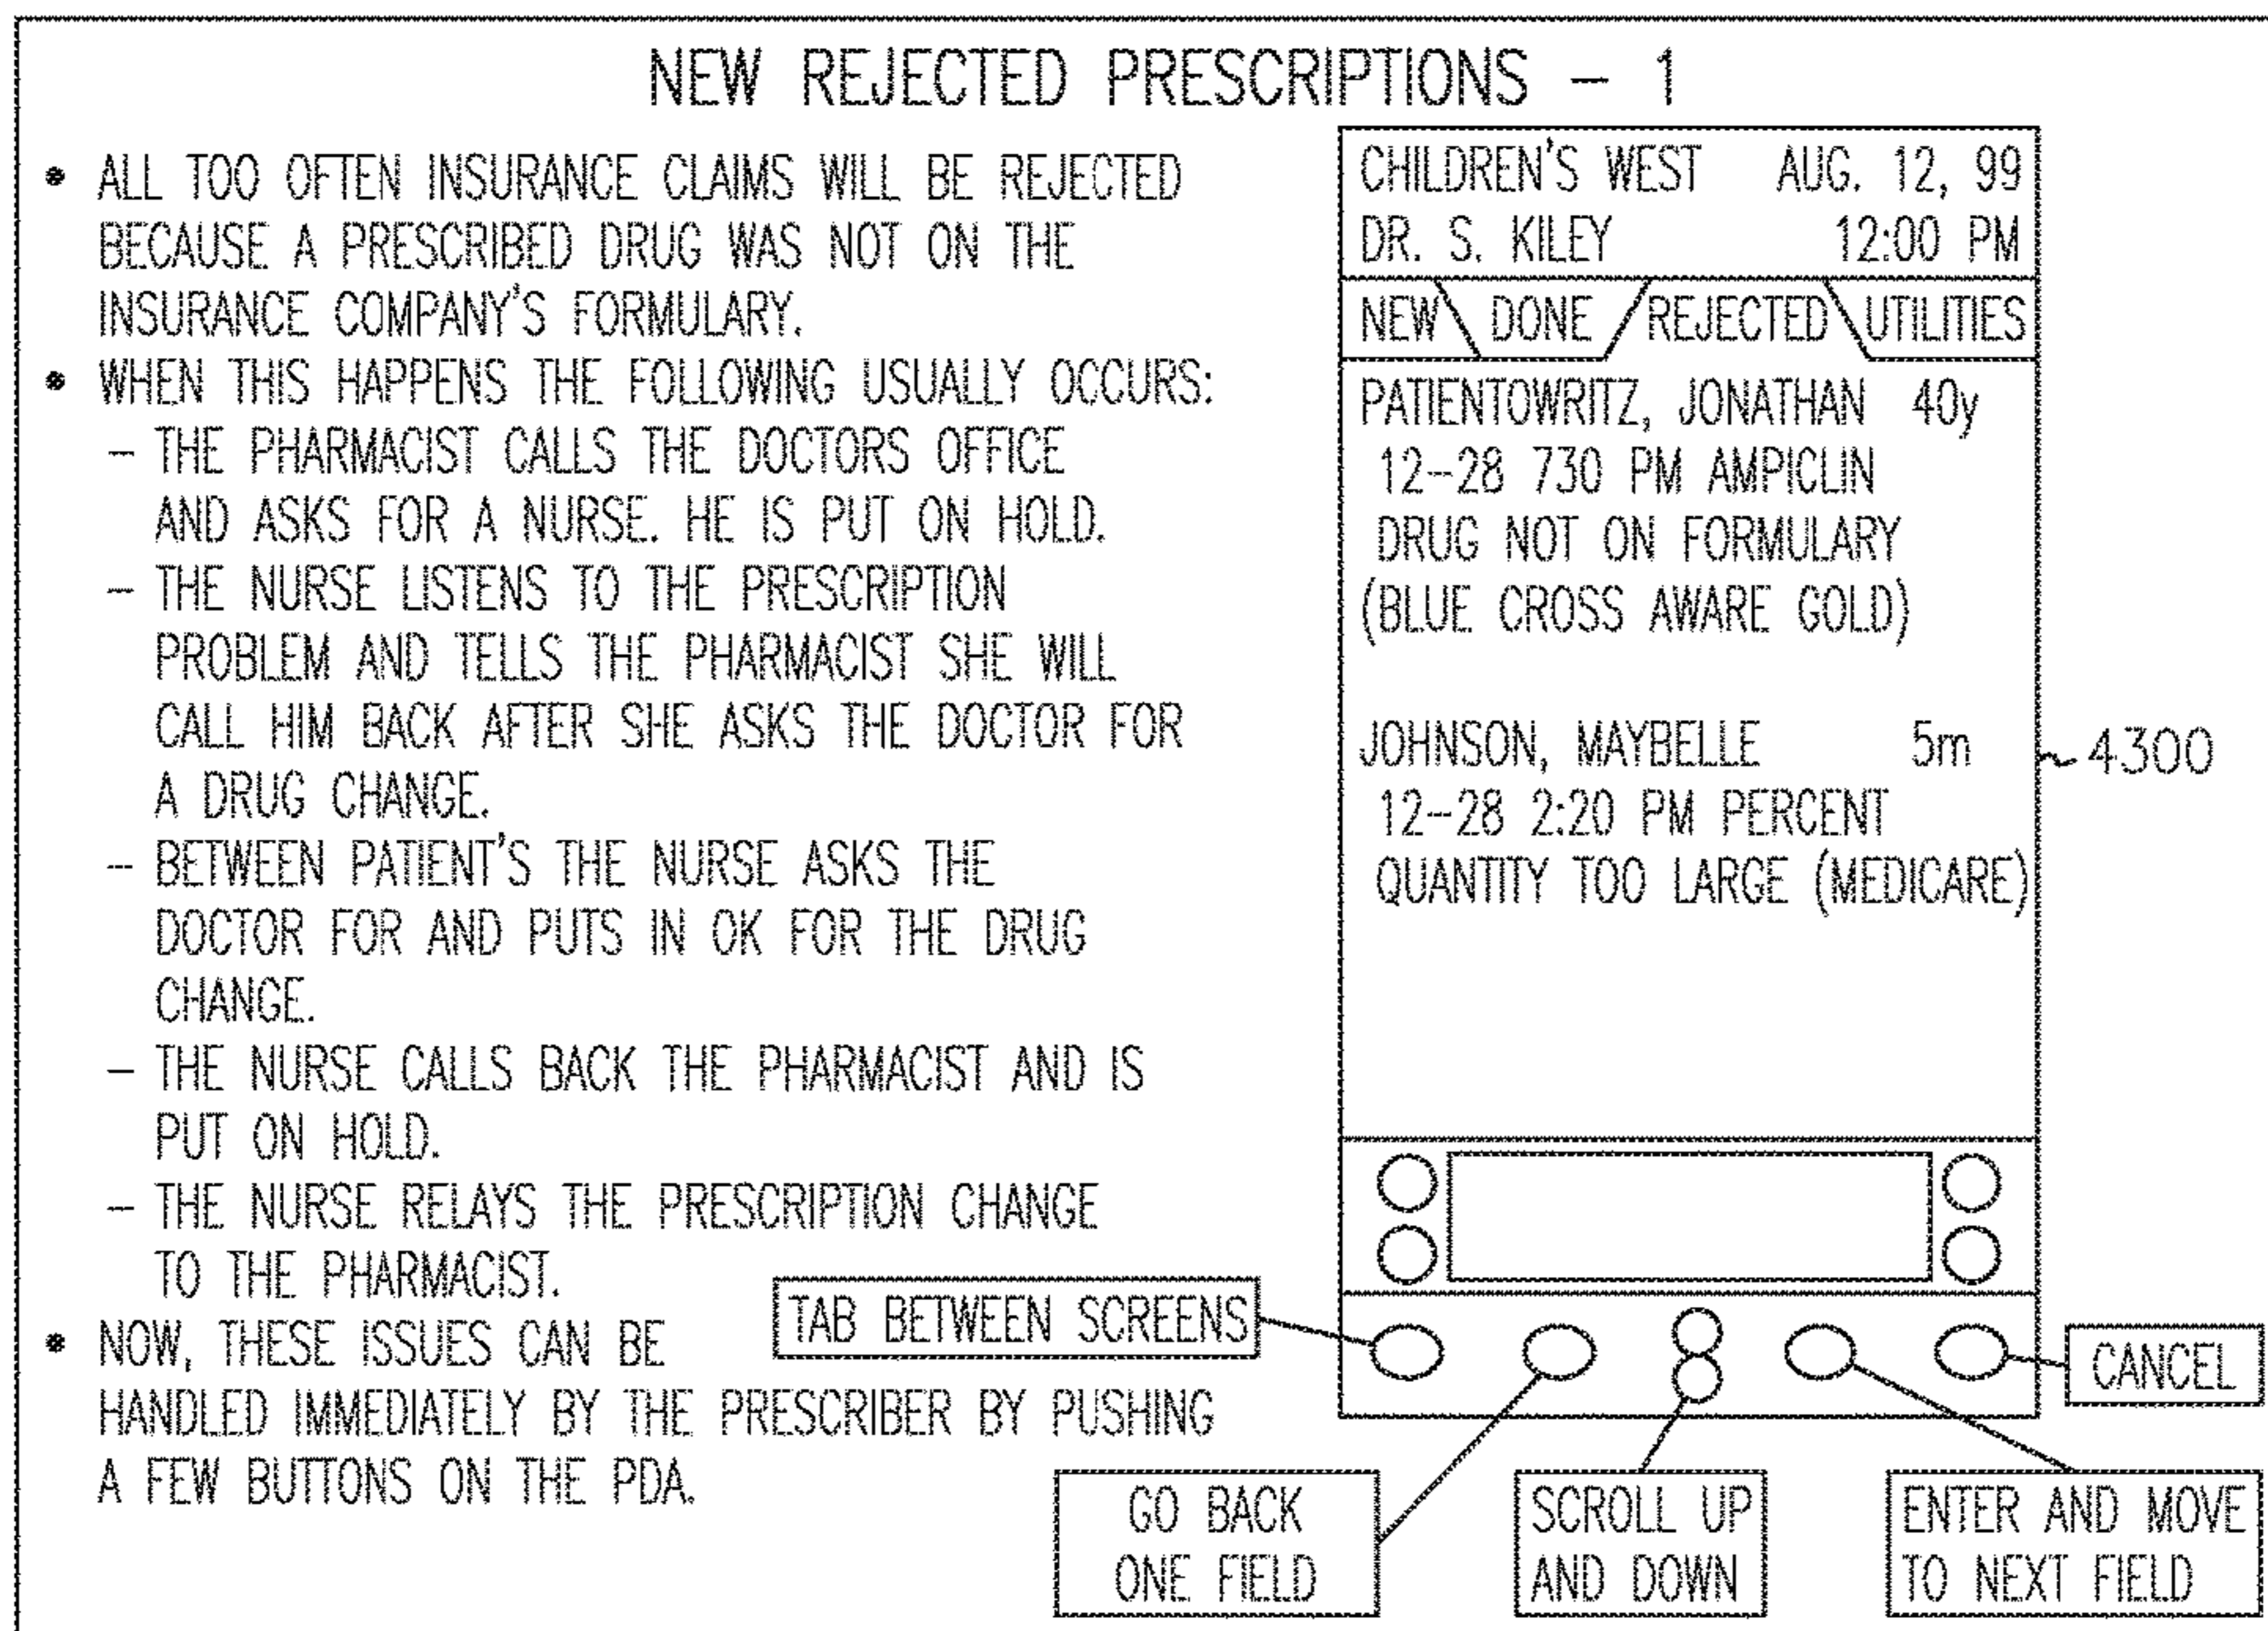 NEW REJECTED PRESCRIPTIONS – 1
• ALL TOO OFTEN INSURANCE CLAIMS WILL BE REJECTED
BECAUSE A PRESCRIBED DRUG WAS NOT ON THE
INSURANCE COMPANY'S FORMULARY.
• WHEN THIS HAPPENS THE FOLLOWING USUALLY OCCURS:
– THE PHARMACIST CALLS THE DOCTORS OFFICE
AND ASKS FOR A NURSE. HE IS PUT ON HOLD.
– THE NURSE LISTENS TO THE PRESCRIPTION
PROBLEM AND TELLS THE PHARMACIST SHE WILL
CALL HIM BACK AFTER SHE ASKS THE DOCTOR FOR
A DRUG CHANGE.
– BETWEEN PATIENT'S THE NURSE ASKS THE
DOCTOR FOR AND PUTS IN OK FOR THE DRUG
CHANGE.
– THE NURSE CALLS BACK THE PHARMACIST AND IS
PUT ON HOLD.
– THE NURSE RELAYS THE PRESCRIPTION CHANGE
TO THE PHARMACIST.
• NOW, THESE ISSUES CAN BE
HANDLED IMMEDIATELY BY THE PRESCRIBER BY PUSHING
A FEW BUTTONS ON THE PDA.
CHILDREN'S WEST AUG. 12, 99
DR. S. KILEY 12:00 PM
NEW DONE REJECTED UTILITIES
PATIENTOWRITZ, JONATHAN 40y
12–28 730 PM AMPICLIN
DRUG NOT ON FORMULARY
(BLUE CROSS AWARE GOLD)
JOHNSON, MAYBELLE 5m
12–28 2:20 PM PERCENT
QUANTITY TOO LARGE (MEDICARE)
4300
TAB BETWEEN SCREENS
CANCEL
GO BACK
ONE FIELD
SCROLL UP
AND DOWN
ENTER AND MOVE
TO NEXT FIELD